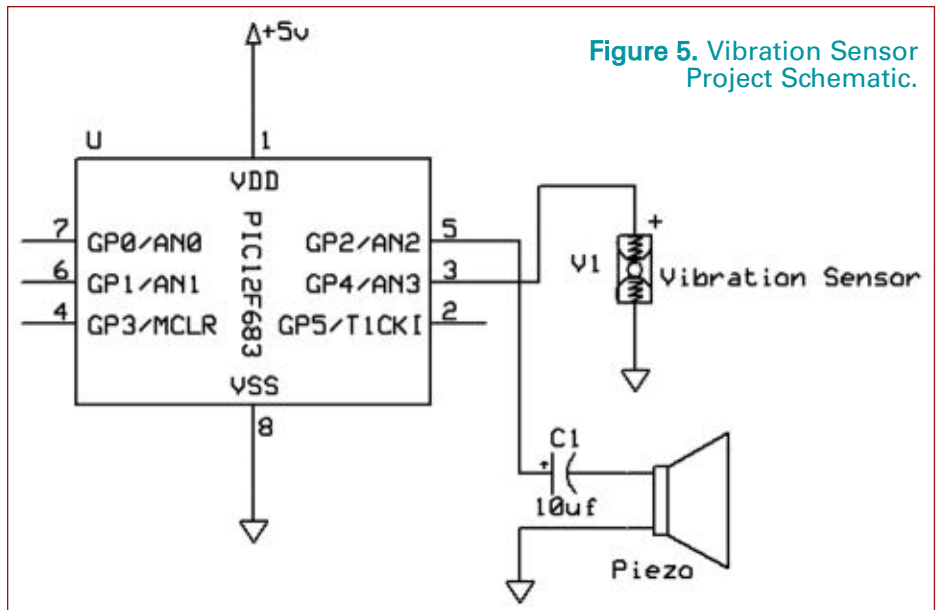 +5v
Figure 5. Vibration Sensor
Project Schematic.
U
1
VDD
PIC12F683
7
GP0/AN0
GP2/AN2
5
6
GP1/AN1
GP4/AN3
3
4
GP3/MCLR
GP5/T1CKI
2
VSS
8
+
V1
Vibration Sensor
C1
+
10uf
Piezo